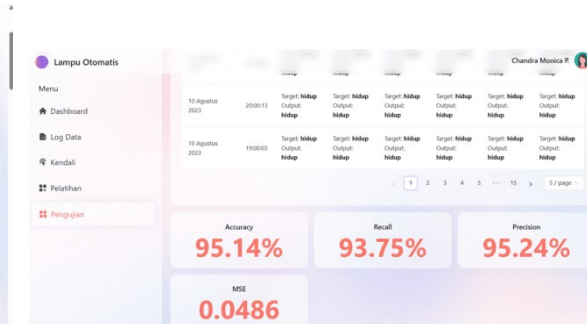 Lampu Otomatis
Chandra Monica P.
Menu
Dashboard
Log Data
Kendali
Pelatihan
Pengujian
10 Agustus 2023 20:00:13 Target: hidup Output: hidup Target: hidup Output: hidup Target: hidup Output: hidup Target: hidup Output: hidup Target: hidup Output: hidup Target: hidup Output: hidup
10 Agustus 2023 19:00:03 Target: hidup Output: hidup Target: hidup Output: hidup Target: hidup Output: hidup Target: hidup Output: hidup Target: hidup Output: hidup Target: hidup Output: hidup
< 1 2 3 4 5 ••• 15 > 5 / page
Accuracy Recall Precision
95.14% 93.75% 95.24%
MSE
0.0486